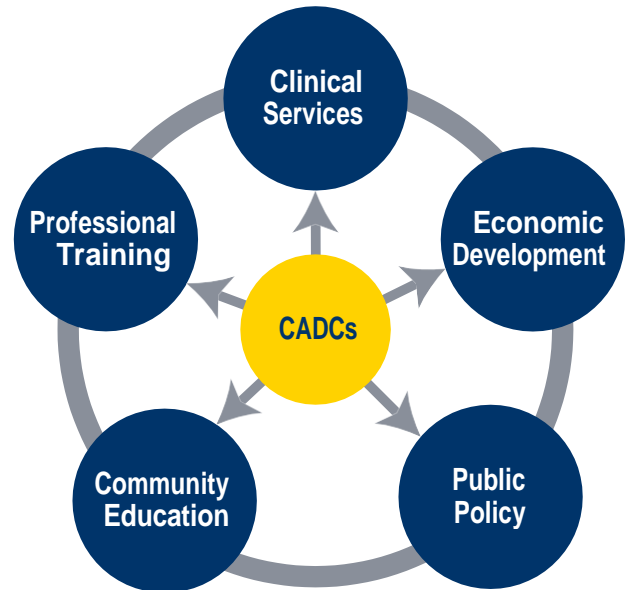 Clinical
Services
Professional
Training
Economic
Development
CADCs
Community
Education
Public
Policy